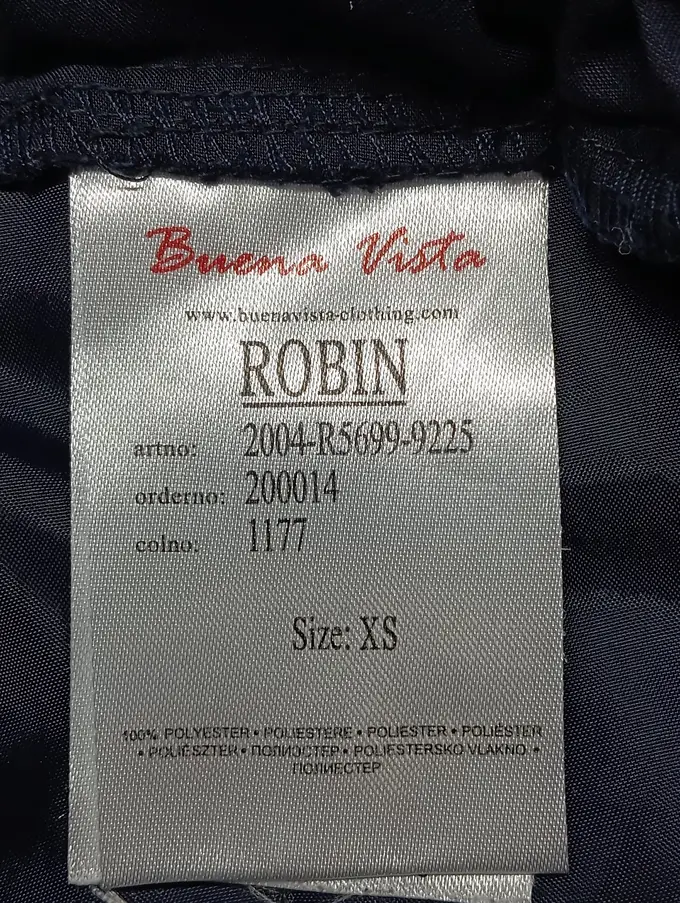 Buena Vista
www.buenavista-clothing.com
ROBIN
artno: 2004-R5699-9225
orderno: 200014
colno: 1177
Size: XS
100% POLYESTER • POLIESTERE • POLIESTER • POLIÉSTER
• POLIÉSZTER • ПОЛИЭСТЕР • POLIESTERSKO VLAKNO •
ПОЛИЕСТЕР